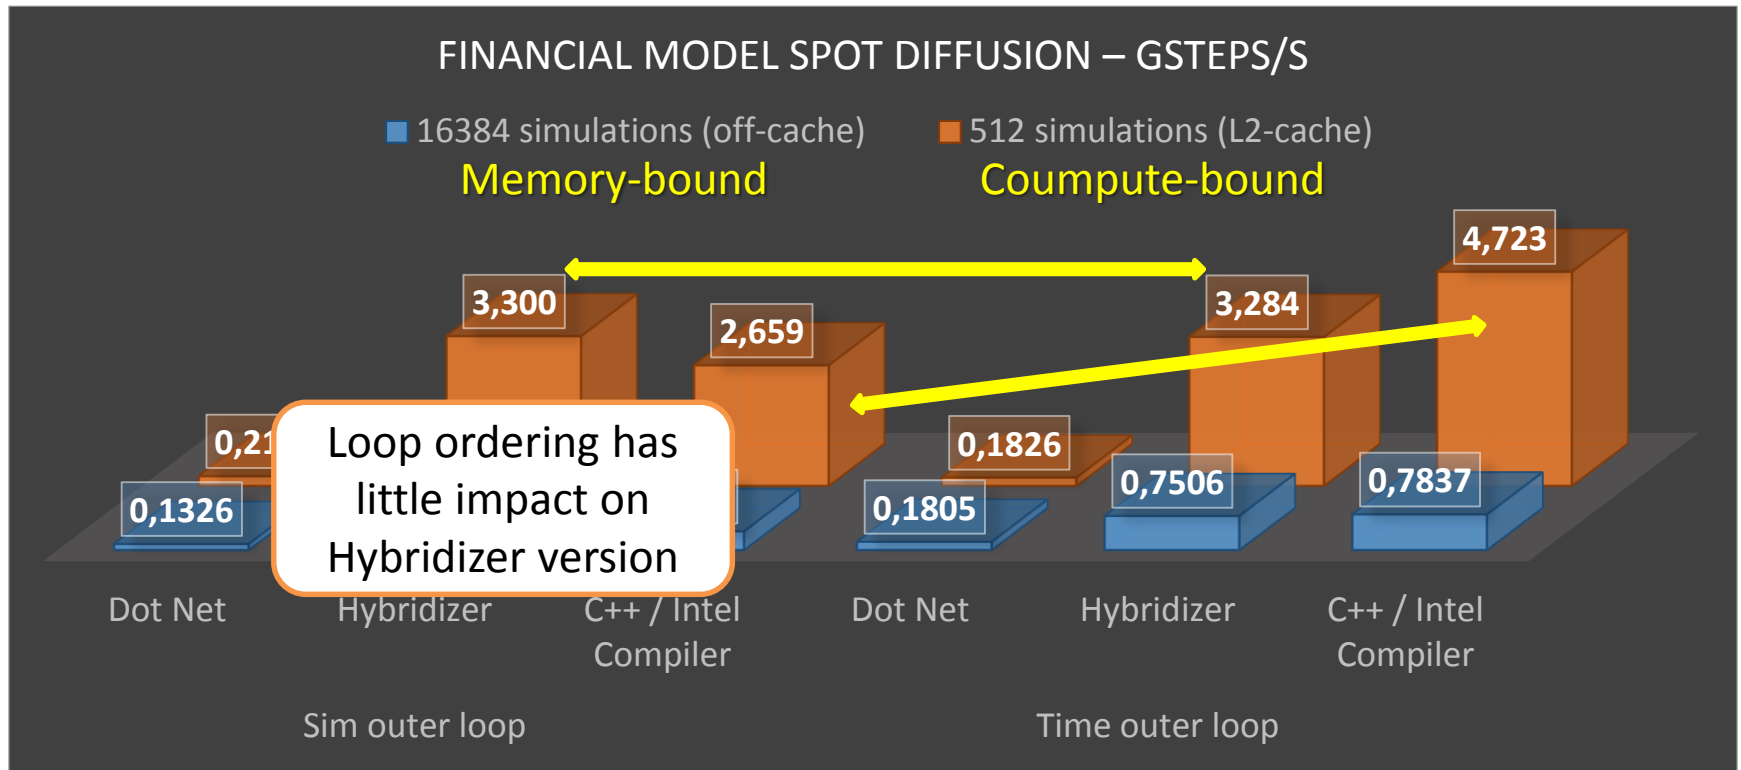 FINANCIAL MODEL SPOT DIFFUSION – GSTEPS/S
16384 simulations (off-cache)
512 simulations (L2-cache)
Memory-bound
Coumpute-bound
4,723
3,300
3,284
2,659
0,1826
0,1326
0,1805
0,7506
0,7837
Loop ordering has
little impact on
Hybridizer version
Dot Net
Hybridizer
C++ / Intel
Compiler
Dot Net
Hybridizer
C++ / Intel
Compiler
Sim outer loop
Time outer loop